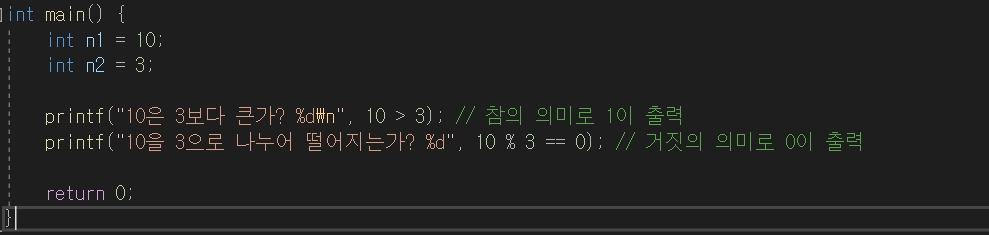 int main() {
int n1 = 10;
int n2 = 3;
printf("10은 3보다 큰가? %d₩n", 10 > 3); // 참의 의미로 1이 출력
printf("10을 3으로 나누어 떨어지는가? %d", 10 % 3 == 0); // 거짓의 의미로 0이 출력
return 0;
}